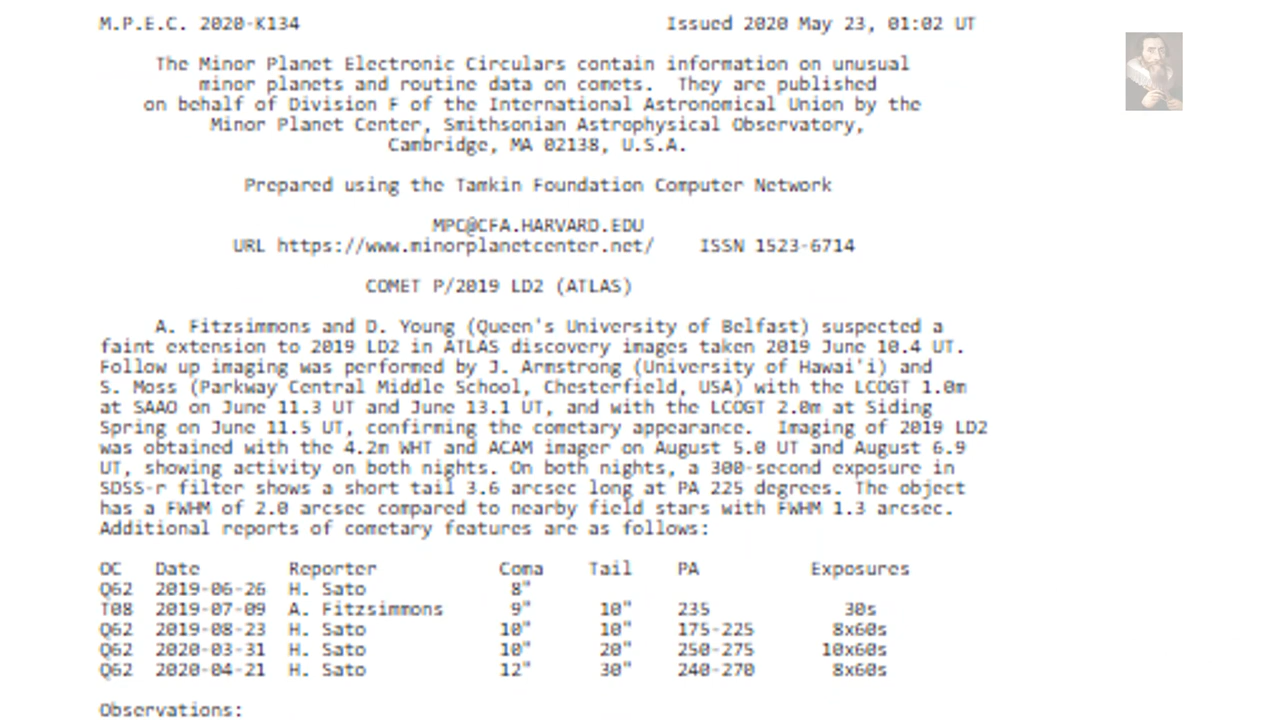 M.P.E.C. 2020-K134 Issued 2020 May 23, 01:02 UT
The Minor Planet Electronic Circulars contain information on unusual
minor planets and routine data on comets. They are published
on behalf of Division F of the International Astronomical Union by the
Minor Planet Center, Smithsonian Astrophysical Observatory,
Cambridge, MA 02138, U.S.A.
Prepared using the Tamkin Foundation Computer Network
MPC@CFA.HARVARD.EDU
URL https://www.minorplanetcenter.net/ ISSN 1523-6714
COMET P/2019 LD2 (ATLAS)
A. Fitzsimmons and D. Young (Queen's University of Belfast) suspected a
faint extension to 2019 LD2 in ATLAS discovery images taken 2019 June 10.4 UT.
Follow up imaging was performed by J. Armstrong (University of Hawai'i) and
S. Moss (Parkway Central Middle School, Chesterfield, USA) with the LCOGT 1.0m
at SAAO on June 11.3 UT and June 13.1 UT, and with the LCOGT 2.0m at Siding
Spring on June 11.5 UT, confirming the cometary appearance. Imaging of 2019 LD2
was obtained with the 4.2m WHT and ACAM imager on August 5.0 UT and August 6.9
UT, showing activity on both nights. On both nights, a 300-second exposure in
SDSS-r filter shows a short tail 3.6 arcsec long at PA 225 degrees. The object
has a FWHM of 2.0 arcsec compared to nearby field stars with FWHM 1.3 arcsec.
Additional reports of cometary features are as follows:
OC Date Reporter Coma Tail PA Exposures
Q62 2019-06-26 H. Sato 8"
T08 2019-07-09 A. Fitzsimmons 9" 10" 235 30s
Q62 2019-08-23 H. Sato 10" 10" 175-225 8x60s
Q62 2020-03-31 H. Sato 10" 20" 250-275 10x60s
Q62 2020-04-21 H. Sato 12" 30" 240-270 8x60s
Observations: